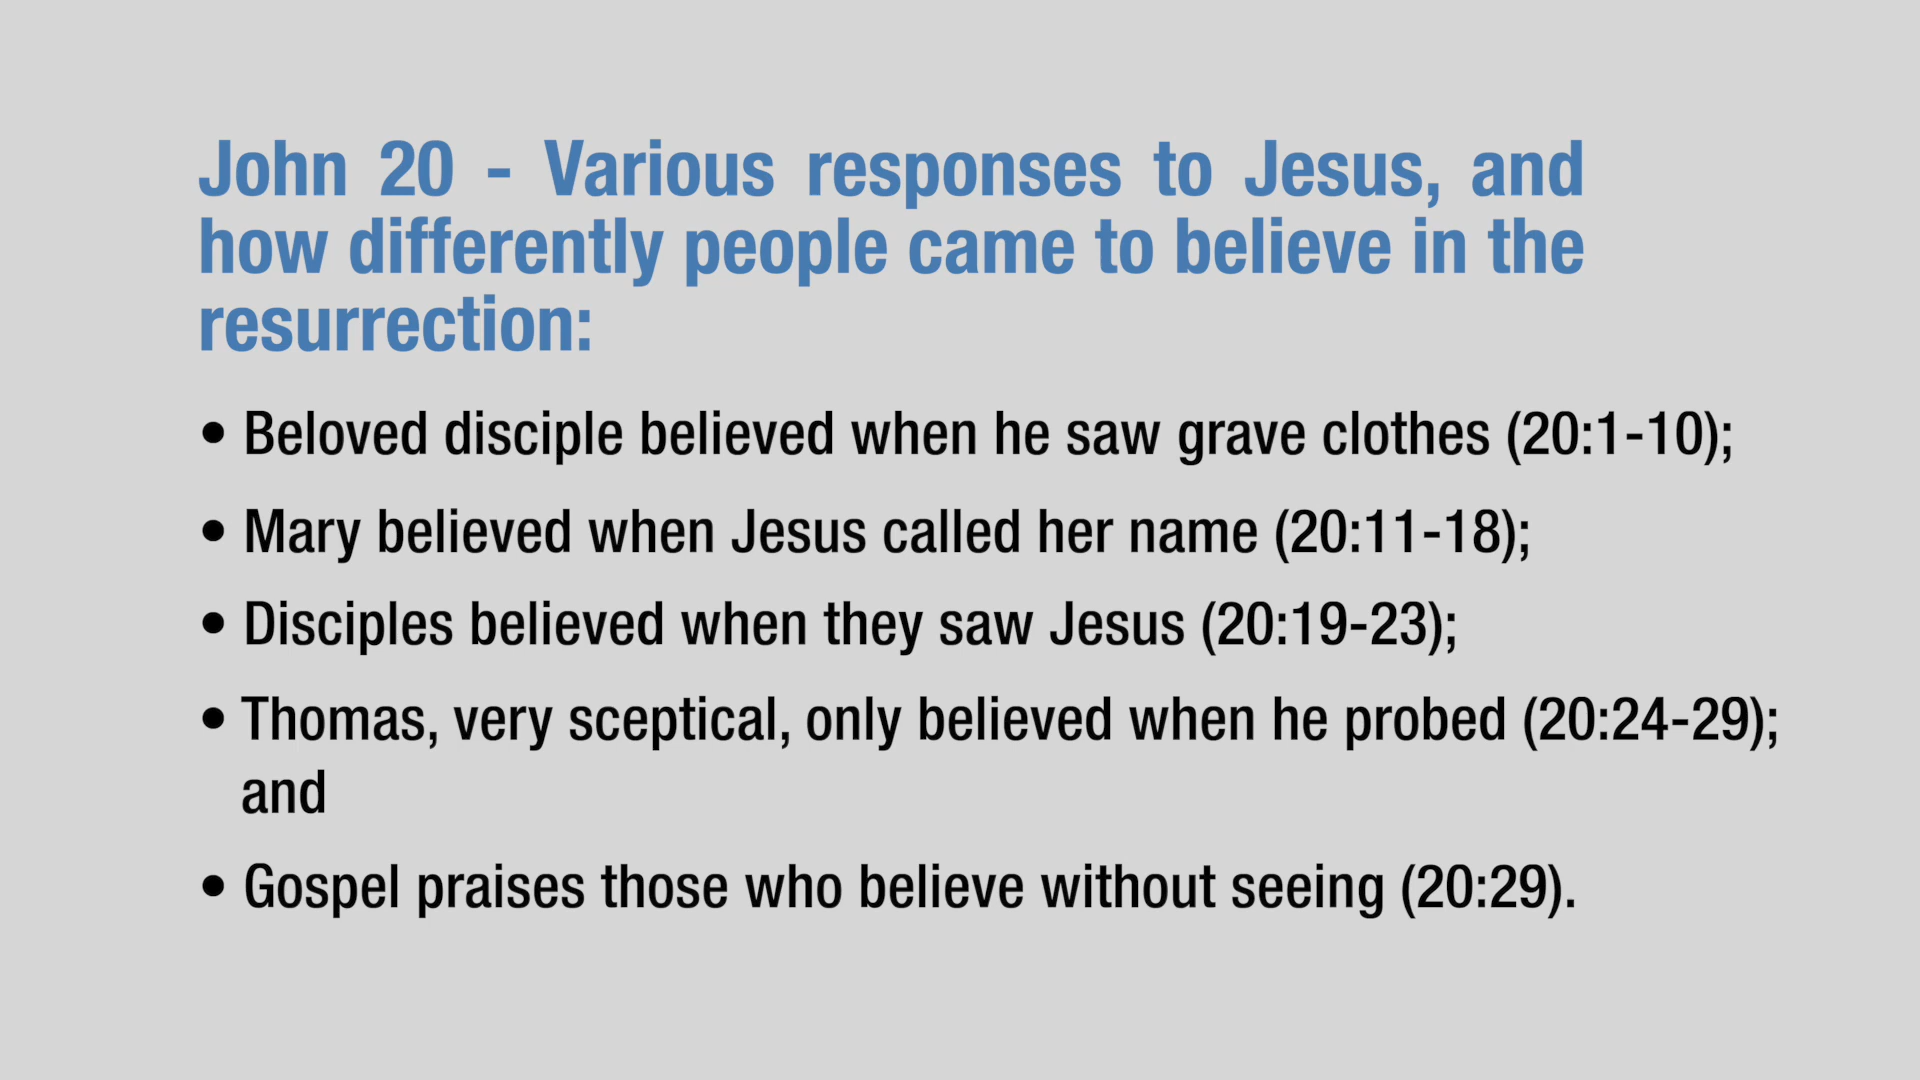 John 20 - Various responses to Jesus, and
how differently people came to believe in the
resurrection:
• Beloved disciple believed when he saw grave clothes (20:1-10);
• Mary believed when Jesus called her name (20:11-18);
• Disciples believed when they saw Jesus (20:19-23);
• Thomas, very sceptical, only believed when he probed (20:24-29);
and
• Gospel praises those who believe without seeing (20:29).